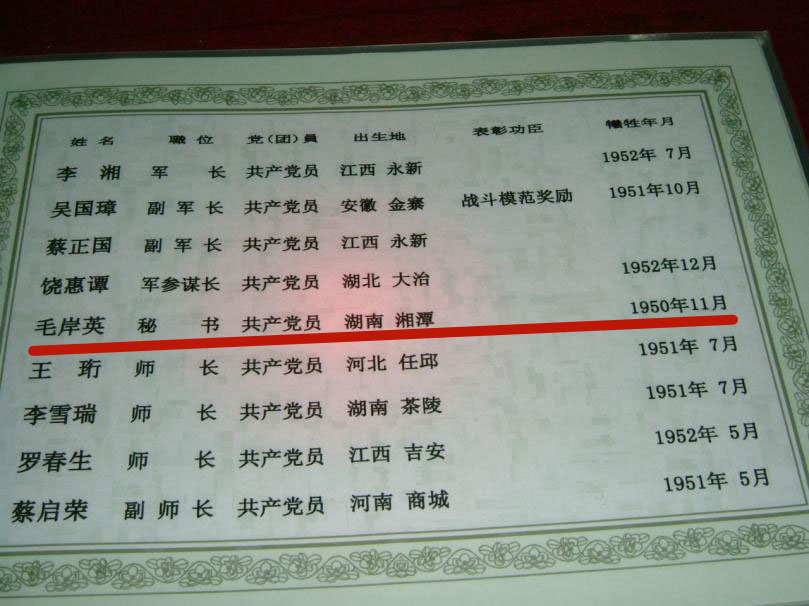 姓名 職位 党(团)員 出生地 表彰功臣 犧牲年月
李 湘 军 长 共产党员 江西 永新 1952年 7月
吴国璋 副 军 长 共产党员 安徽 金寨 战斗模范奖励 1951年10月
蔡正国 副 军 长 共产党员 江西 永新
饶惠谭 军参谋长 共产党员 湖北 大治 1952年12月
毛岸英 秘 书 共产党员 湖南 湘潭 1950年11月
王 珩 师 长 共产党员 河北 任邱 1951年 7月
李雪瑞 师 长 共产党员 湖南 茶陵 1951年 7月
罗春生 师 长 共产党员 江西 吉安 1952年 5月
蔡启荣 副 师 长 共产党员 河南 商城 1951年 5月